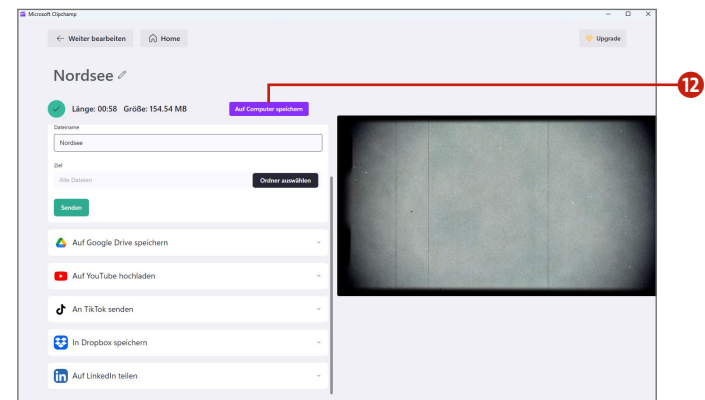 Microsoft Clipchamp
Weiter bearbeiten
Home
Upgrade
Nordsee
Länge: 00:58 Größe: 154.54 MB
Auf Computer speichern
12
Dateiname
Nordsee
Ziel
Alle Dateien
Ordner auswählen
Senden
Auf Google Drive speichern
Auf YouTube hochladen
An TikTok senden
In Dropbox speichern
in
Auf LinkedIn teilen